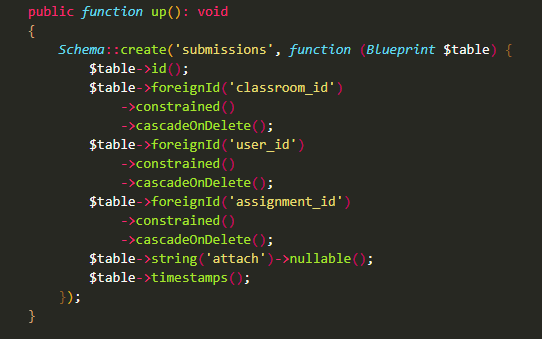 public function up(): void
{
    Schema::create('submissions', function (Blueprint $table) {
        $table->id();
        $table->foreignId('classroom_id')
            ->constrained()
            ->cascadeOnDelete();
        $table->foreignId('user_id')
            ->constrained()
            ->cascadeOnDelete();
        $table->foreignId('assignment_id')
            ->constrained()
            ->cascadeOnDelete();
        $table->string('attach')->nullable();
        $table->timestamps();
    });
}